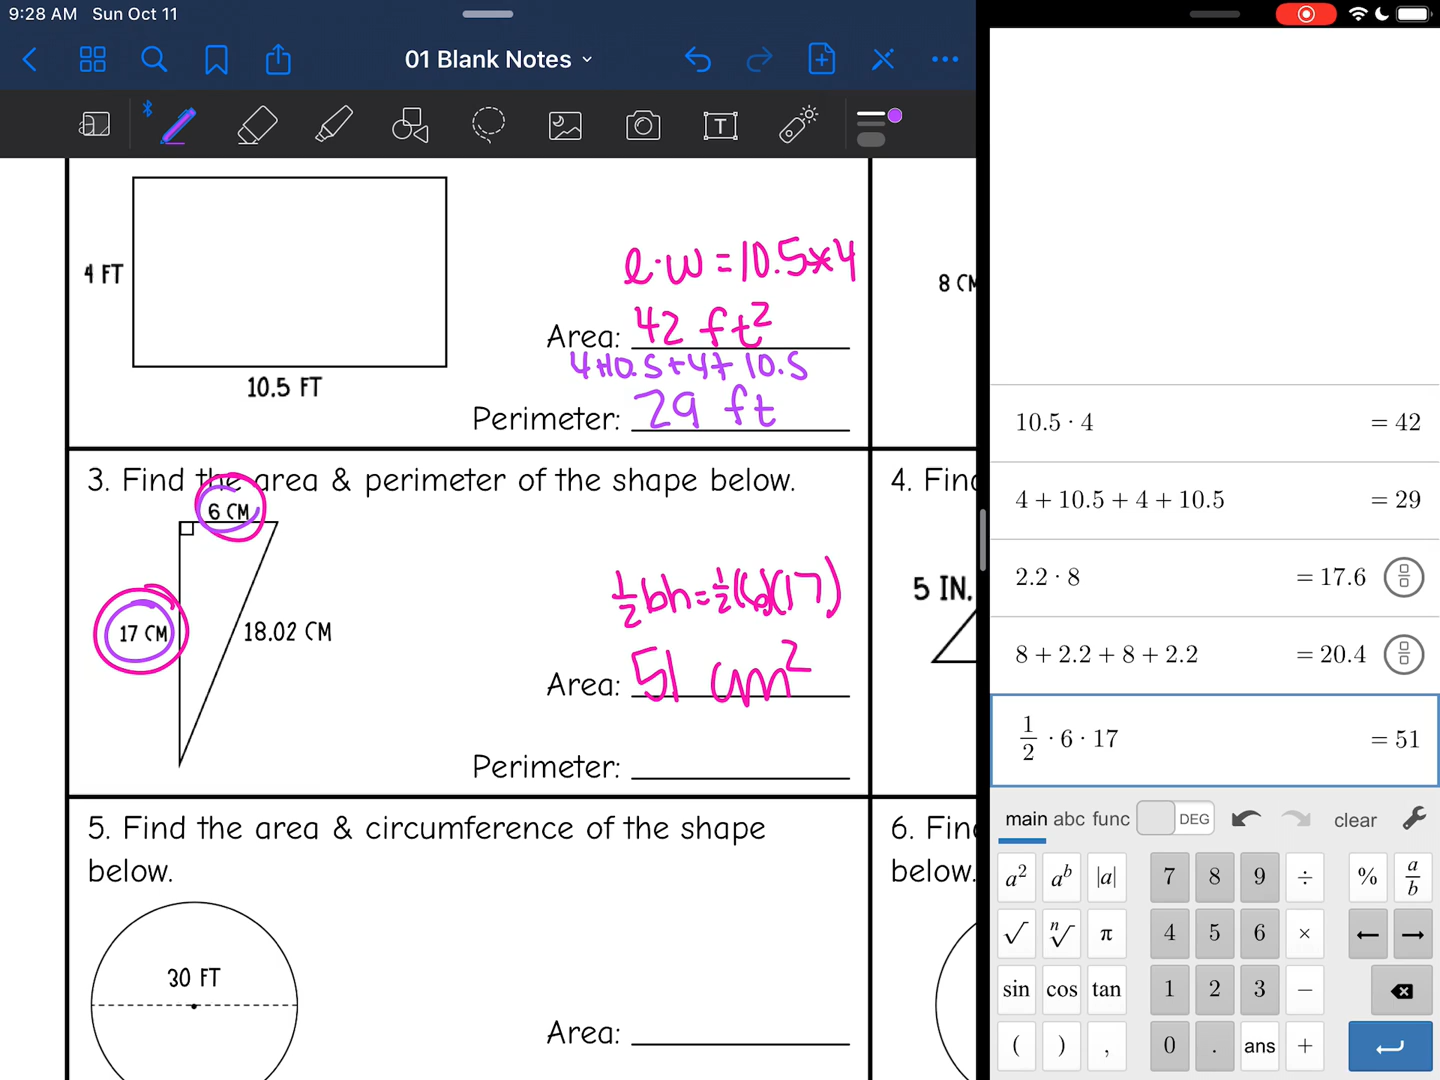 9:28 AM Sun Oct 11
01 Blank Notes
T
4 FT
10.5 FT
l·w = 10.5*4
Area: 42 ft²
4+10.5+4+10.5
Perimeter: 29 ft
8 CM
3. Find the area & perimeter of the shape below.
6 CM
17 CM
18.02 CM
½bh=½(6)(17)
Area: 51 cm²
Perimeter:
4. Find
5 IN.
5. Find the area & circumference of the shape
below.
30 FT
Area:
6. Find
below.
10.5 · 4 = 42
4 + 10.5 + 4 + 10.5 = 29
2.2 · 8 = 17.6
8 + 2.2 + 8 + 2.2 = 20.4
1/2 · 6 · 17 = 51
main abc func DEG clear
a² aᵇ |a| 7 8 9 ÷ % a/b
√ ⁿ√ π 4 5 6 × ← →
sin cos tan 1 2 3 −
( ) , 0 . ans +